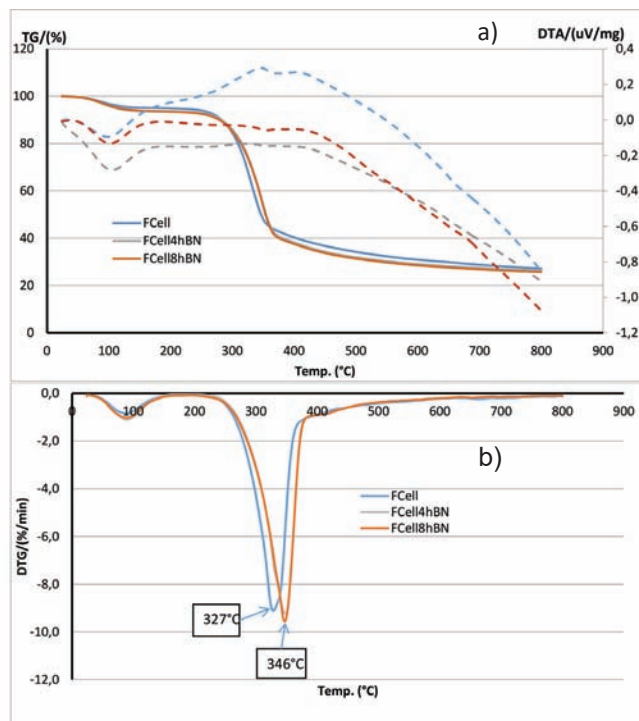 TG/(%) a) DTA/(uV/mg)
120 0,4
100 0,2
80 0,0
60 -0,2
40 -0,4
20 -0,6
0 -0,8
-1,0
-1,2
FCell
FCell4hBN
FCell8hBN
0 100 200 300 400 500 600 700 800 900
Temp. (°C)
0,0
0 100 200 300 400 500 600 700 800 900
-2,0
b)
-4,0
FCell
FCell4hBN
FCell8hBN
-6,0
-8,0
-10,0
-12,0
DTG/(%/min)
327°C
346°C
Temp. (°C)